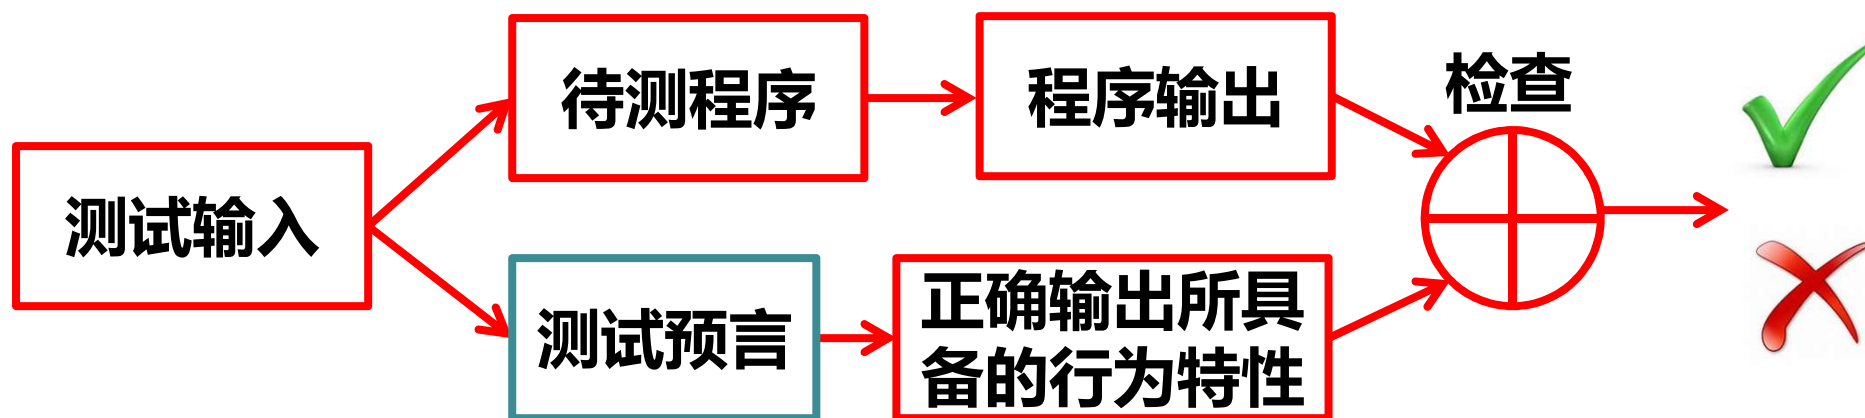 待测程序
程序输出
检查
测试输入
测试预言
正确输出所具
备的行为特性